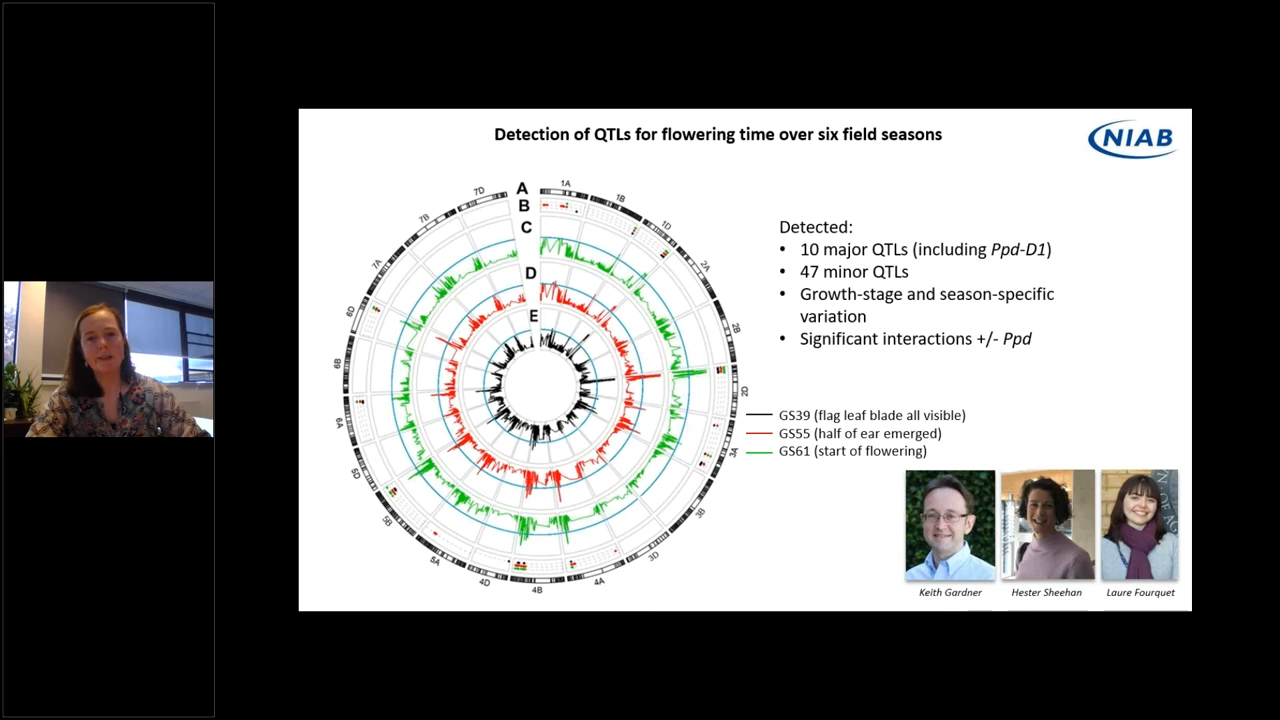 Detection of QTLs for flowering time over six field seasons
NIAB
A
B
C
D
E
1A
1B
1D
2A
2B
2D
3A
3B
3D
4A
4B
4D
5A
5B
5D
6A
6B
6D
7A
7B
7D
Detected:
• 10 major QTLs (including Ppd-D1)
• 47 minor QTLs
• Growth-stage and season-specific
variation
• Significant interactions +/- Ppd
GS39 (flag leaf blade all visible)
GS55 (half of ear emerged)
GS61 (start of flowering)
N OF AG
Keith Gardner
Hester Sheehan
Laure Fourquet